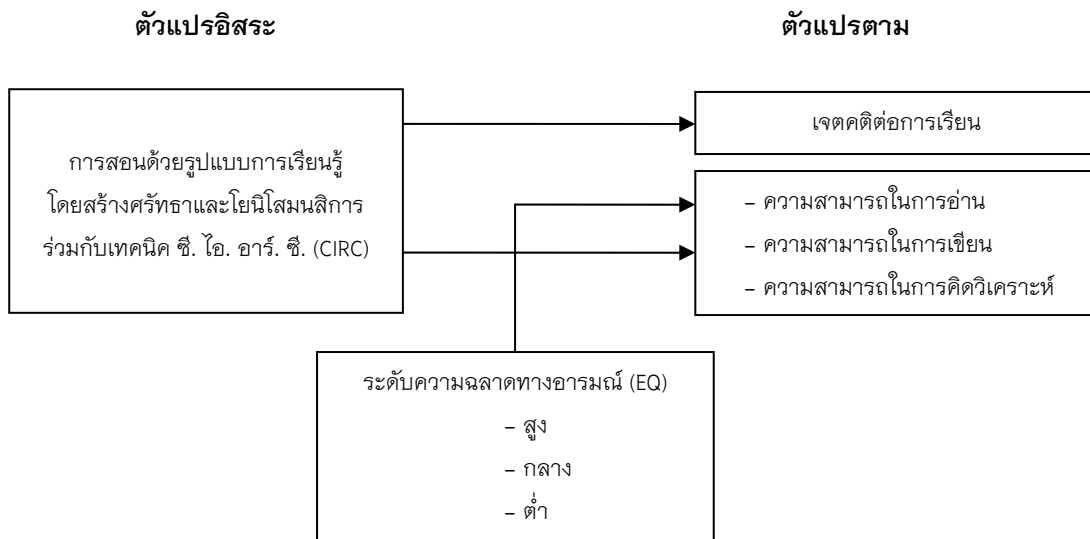 ตัวแปรอิสระ
ตัวแปรตาม
การสอนด้วยรูปแบบการเรียนรู้
โดยสร้างศรัทธาและโยนิโสมนสิการ
ร่วมกับเทคนิค ซี. ไอ. อาร์. ซี. (CIRC)
เจตคติต่อการเรียน
– ความสามารถในการอ่าน
– ความสามารถในการเขียน
– ความสามารถในการคิดวิเคราะห์
ระดับความฉลาดทางอารมณ์ (EQ)
– สูง
– กลาง
– ต่ำ